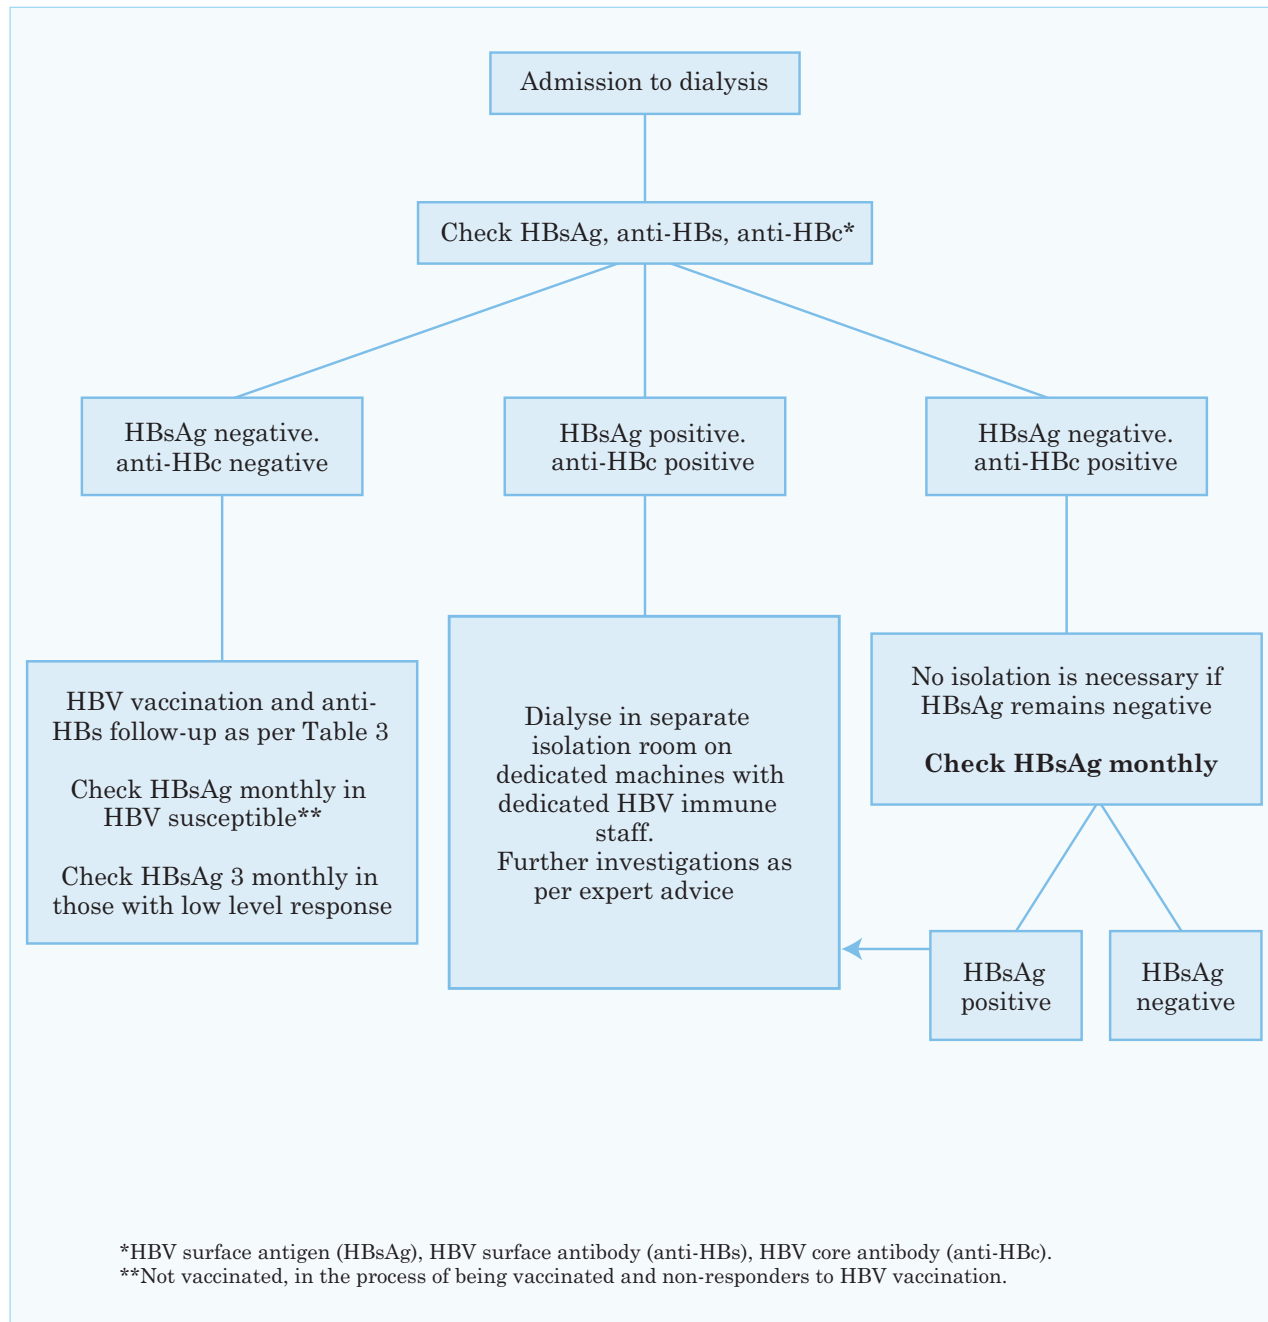 Admission to dialysis
Check HBsAg, anti-HBs, anti-HBc*
HBsAg negative.
anti-HBc negative
HBsAg positive.
anti-HBc positive
HBsAg negative.
anti-HBc positive
HBV vaccination and anti-
HBs follow-up as per Table 3
Check HBsAg monthly in
HBV susceptible**
Check HBsAg 3 monthly in
those with low level response
Dialyse in separate
isolation room on
dedicated machines with
dedicated HBV immune
staff.
Further investigations as
per expert advice
No isolation is necessary if
HBsAg remains negative
Check HBsAg monthly
HBsAg
positive
HBsAg
negative
*HBV surface antigen (HBsAg), HBV surface antibody (anti-HBs), HBV core antibody (anti-HBc).
**Not vaccinated, in the process of being vaccinated and non-responders to HBV vaccination.